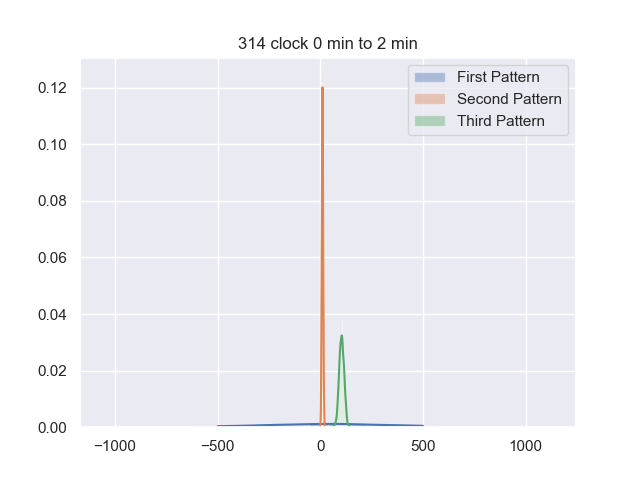 314 clock 0 min to 2 min
First Pattern
Second Pattern
Third Pattern
0.12
0.10
0.08
0.06
0.04
0.02
0.00
−1000 −500 0 500 1000